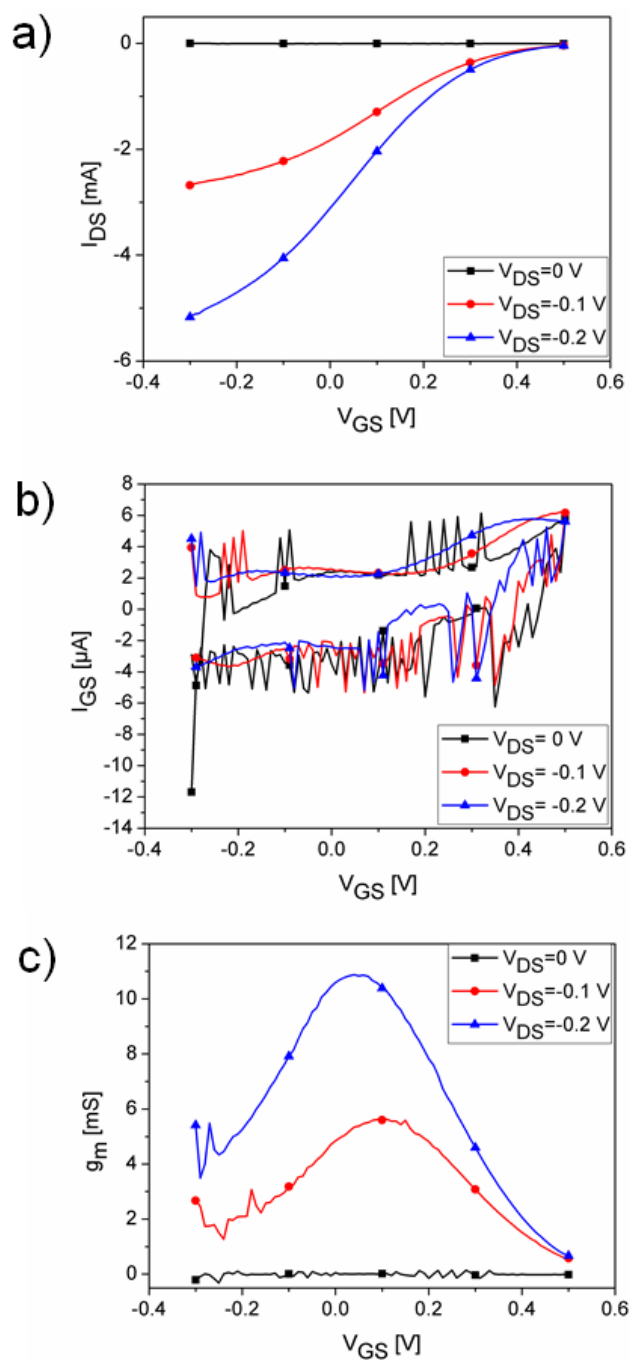 a)
0
-2
-4
-6
I_DS [mA]
V_DS=0 V
V_DS=-0.1 V
V_DS=-0.2 V
-0.4 -0.2 0.0 0.2 0.4 0.6
V_GS [V]
b)
8
6
4
2
0
-2
-4
-6
-8
-10
-12
-14
I_GS [µA]
V_DS= 0 V
V_DS= -0.1 V
V_DS= -0.2 V
-0.4 -0.2 0.0 0.2 0.4 0.6
V_GS [V]
c)
12
10
8
6
4
2
0
g_m [mS]
V_DS=0 V
V_DS=-0.1 V
V_DS=-0.2 V
-0.4 -0.2 0.0 0.2 0.4 0.6
V_GS [V]